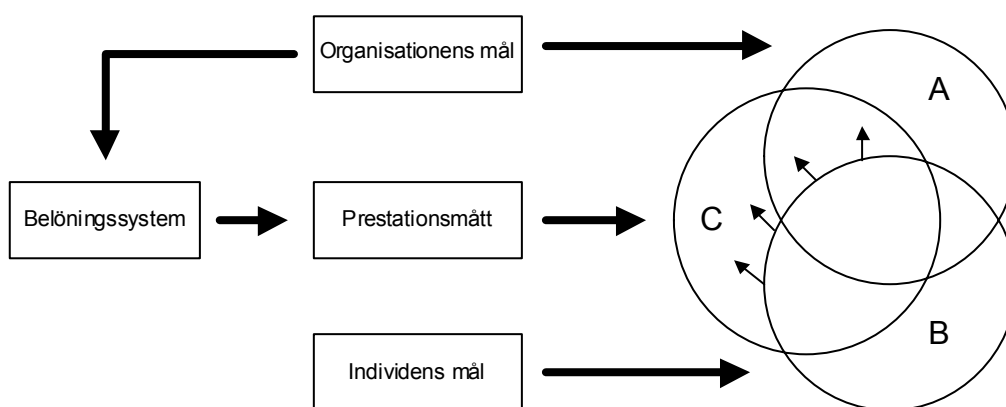 Organisationens mål
A
Belöningssystem
Prestationsmått
C
B
Individens mål